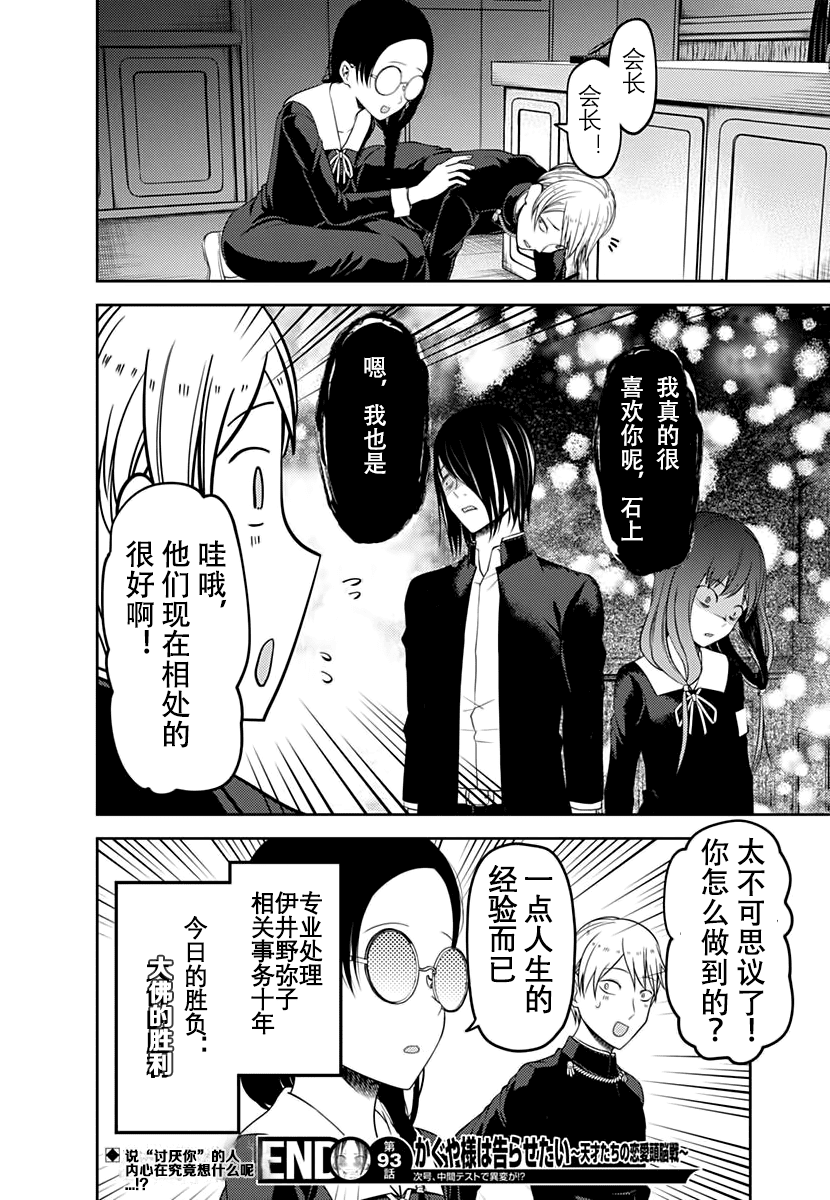 会长
会长！
我真的很
喜欢你呢，石上
嗯，我也是
哇哦，
他们现在相处的
很好啊！
太不可思议了！
你怎么做到的？
一点人生的
经验而已
专业处理
伊井野弥子
相关事务十年
今日的胜负：
大佛的胜利
说“讨厌你”的人
内心在究竟想什么呢
…!?
END
第93話
かぐや様は告らせたい～天才たちの恋愛頭脳戦～
次号、中間テストで異変が!?